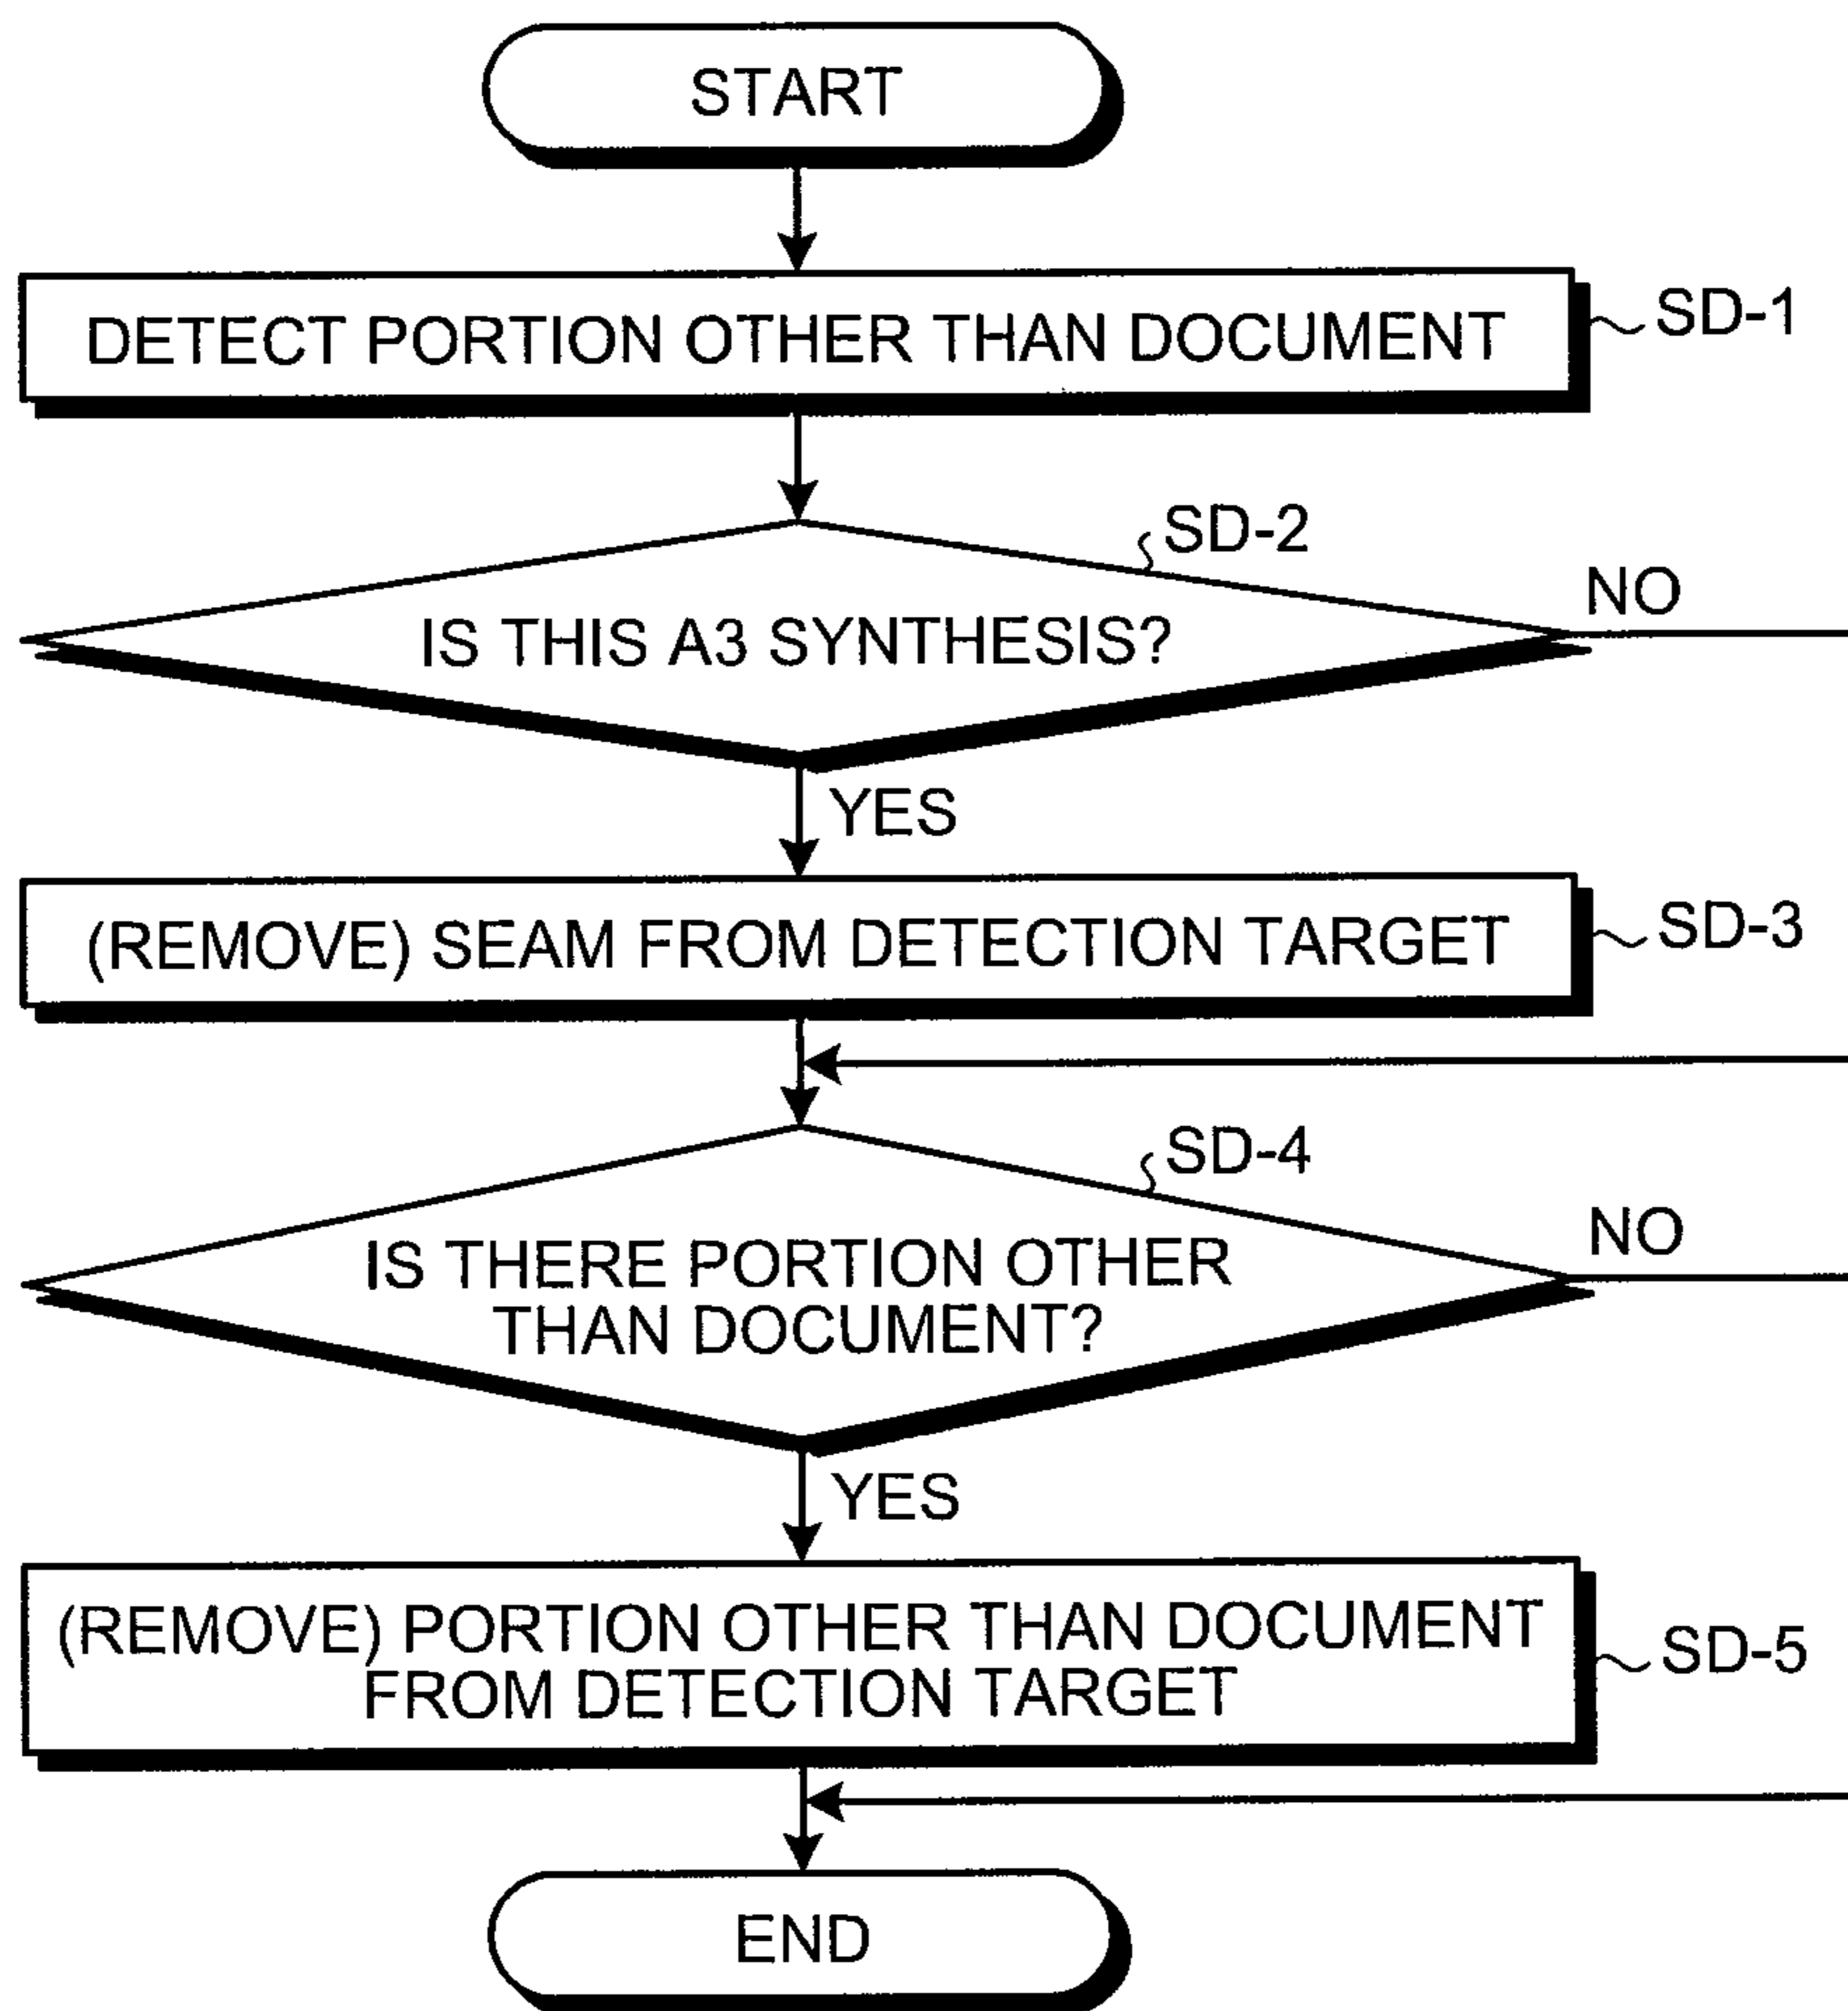 START
DETECT PORTION OTHER THAN DOCUMENT
SD-1
SD-2
NO
IS THIS A3 SYNTHESIS?
YES
(REMOVE) SEAM FROM DETECTION TARGET
SD-3
SD-4
NO
IS THERE PORTION OTHER
THAN DOCUMENT?
YES
(REMOVE) PORTION OTHER THAN DOCUMENT
FROM DETECTION TARGET
SD-5
END